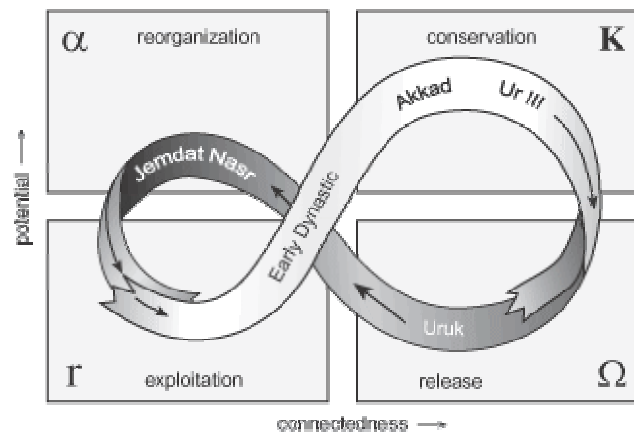 α
reorganization
conservation
K
Akkad
Ur III
Jemdat Nasr
Early Dynastic
Uruk
r
exploitation
release
Ω
potential
connectedness